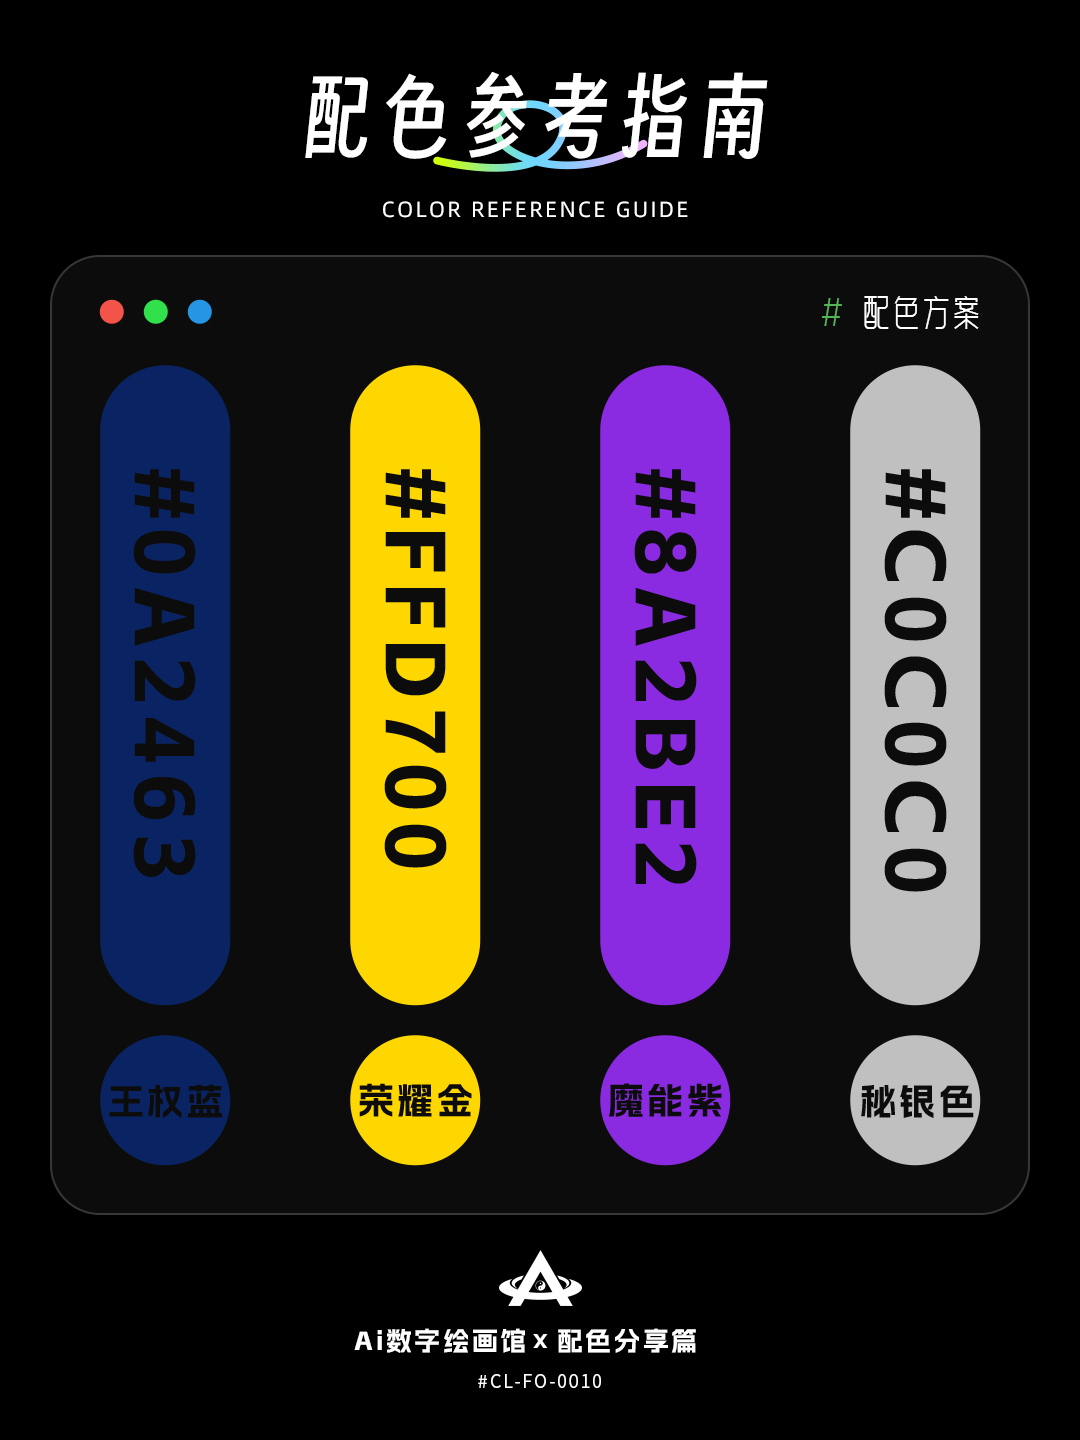 配色参考指南
COLOR REFERENCE GUIDE
# 配色方案
#0A2463
#FFD700
#8A2BE2
#C0C0C0
王权蓝
荣耀金
魔能紫
秘银色
Ai数字绘画馆 x 配色分享篇
#CL-FO-0010